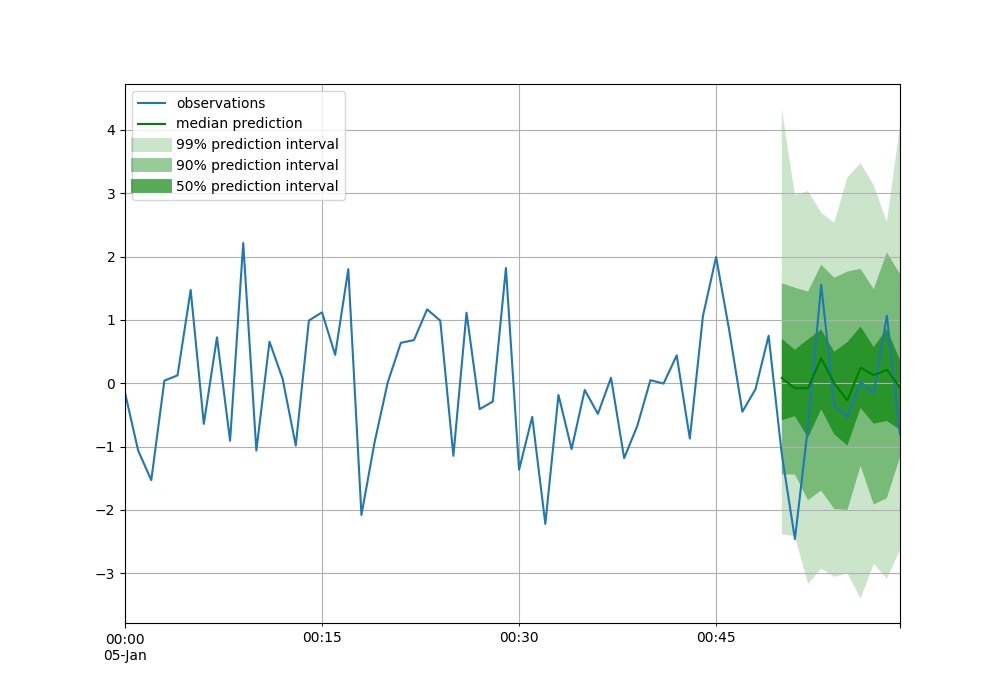 observations
median prediction
99% prediction interval
90% prediction interval
50% prediction interval
4
3
2
1
0
−1
−2
−3
00:00
05-Jan
00:15
00:30
00:45